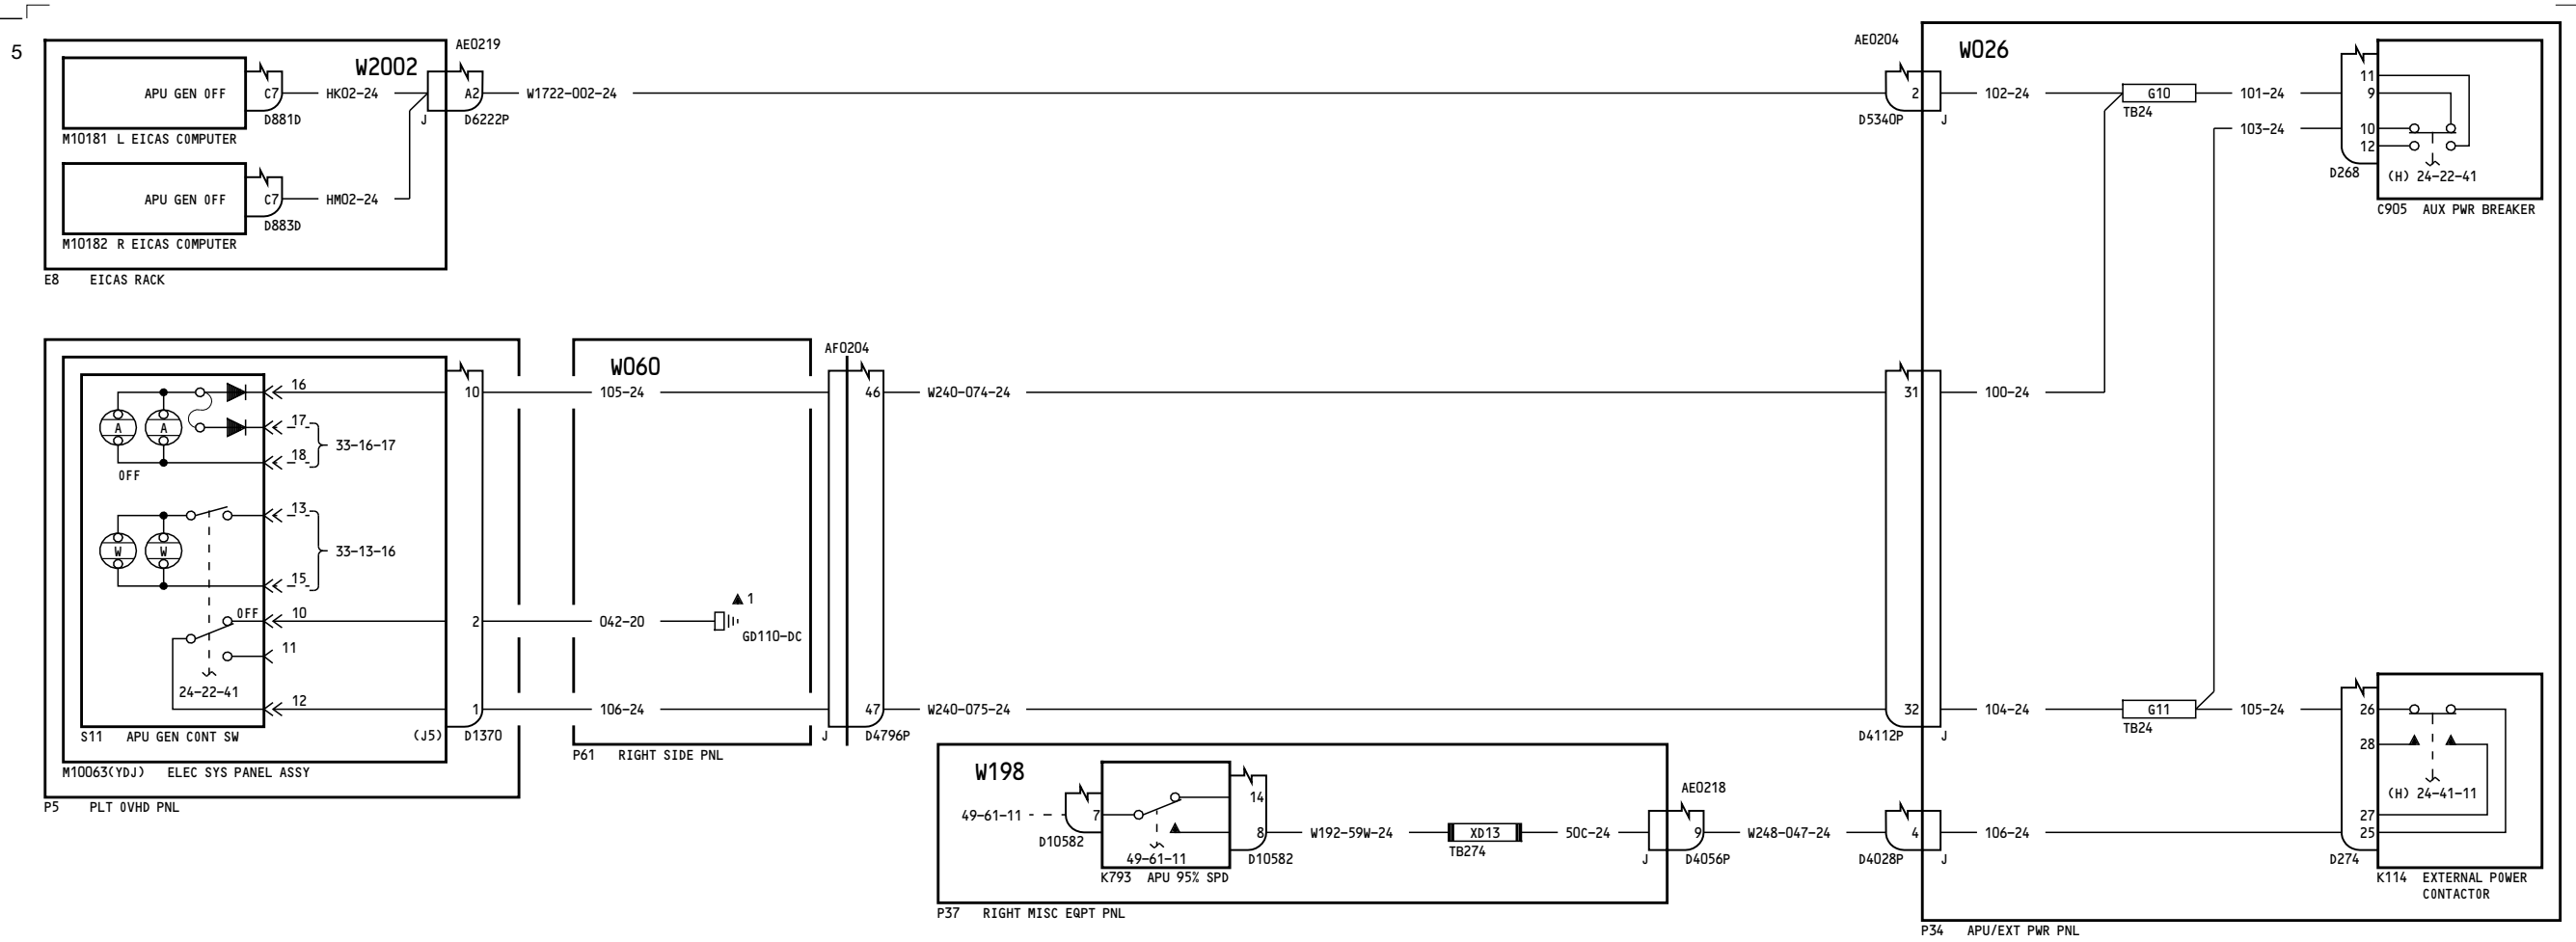 5
AE0219
W2002
APU GEN OFF C7 HK02-24 A2 W1722-002-24
D881D J D6222P
M10181 L EICAS COMPUTER
APU GEN OFF C7 HM02-24
D883D
M10182 R EICAS COMPUTER
E8 EICAS RACK
AE0204
W026
2 102-24 G10 101-24
D5340P J TB24
103-24
11
9
10
12
D268
(H) 24-22-41
C905 AUX PWR BREAKER
W060
AF0204
16 10 105-24 46 W240-074-24 31 100-24
A A
17
33-16-17
18
OFF
13
W W
33-13-16
15
OFF 10 2 042-20
1
GD110-DC
11
24-22-41
12 1 106-24 47 W240-075-24 32 104-24 G11 105-24 26
S11 APU GEN CONT SW
(J5) D1370
J D4796P
D4112P J
TB24
M10063(YDJ) ELEC SYS PANEL ASSY
P61 RIGHT SIDE PNL
P5 PLT OVHD PNL
28
(H) 24-41-11
27
25
D274
K114 EXTERNAL POWER
CONTACTOR
W198
AE0218
49-61-11 7 14
D10582
8 W192-59W-24 XD13 50C-24 9 W248-047-24 4 106-24
49-61-11
D10582
TB274
J D4056P
D4028P J
K793 APU 95% SPD
P37 RIGHT MISC EQPT PNL
P34 APU/EXT PWR PNL